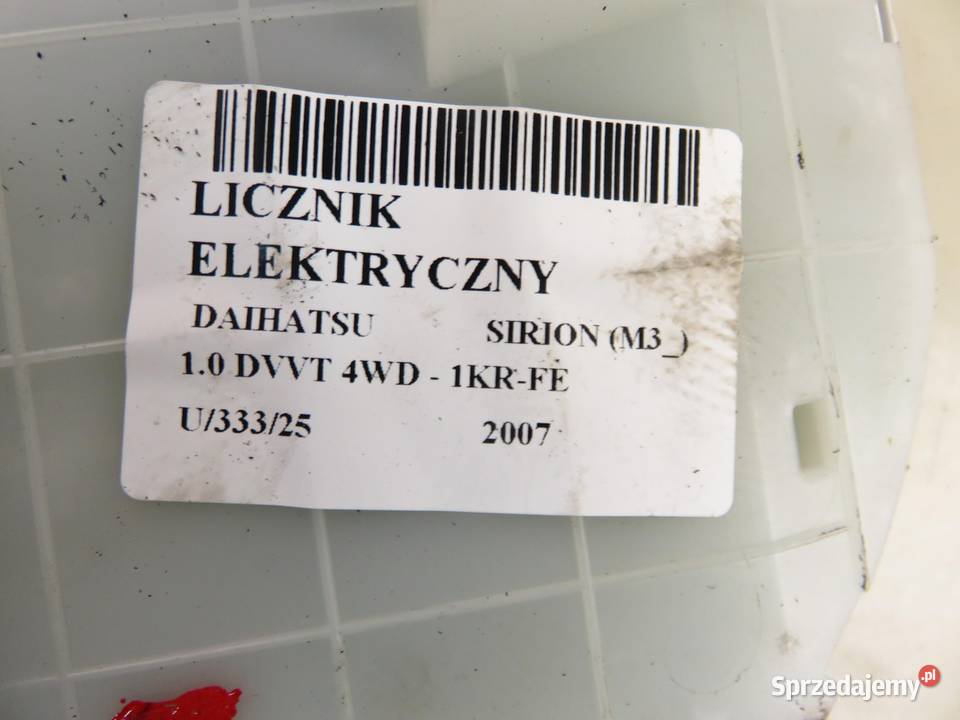 LICZNIK
ELEKTRYCZNY
DAIHATSU SIRION (M3_)
1.0 DVVT 4WD - 1KR-FE
U/333/25 2007
Sprzedajemy.pl